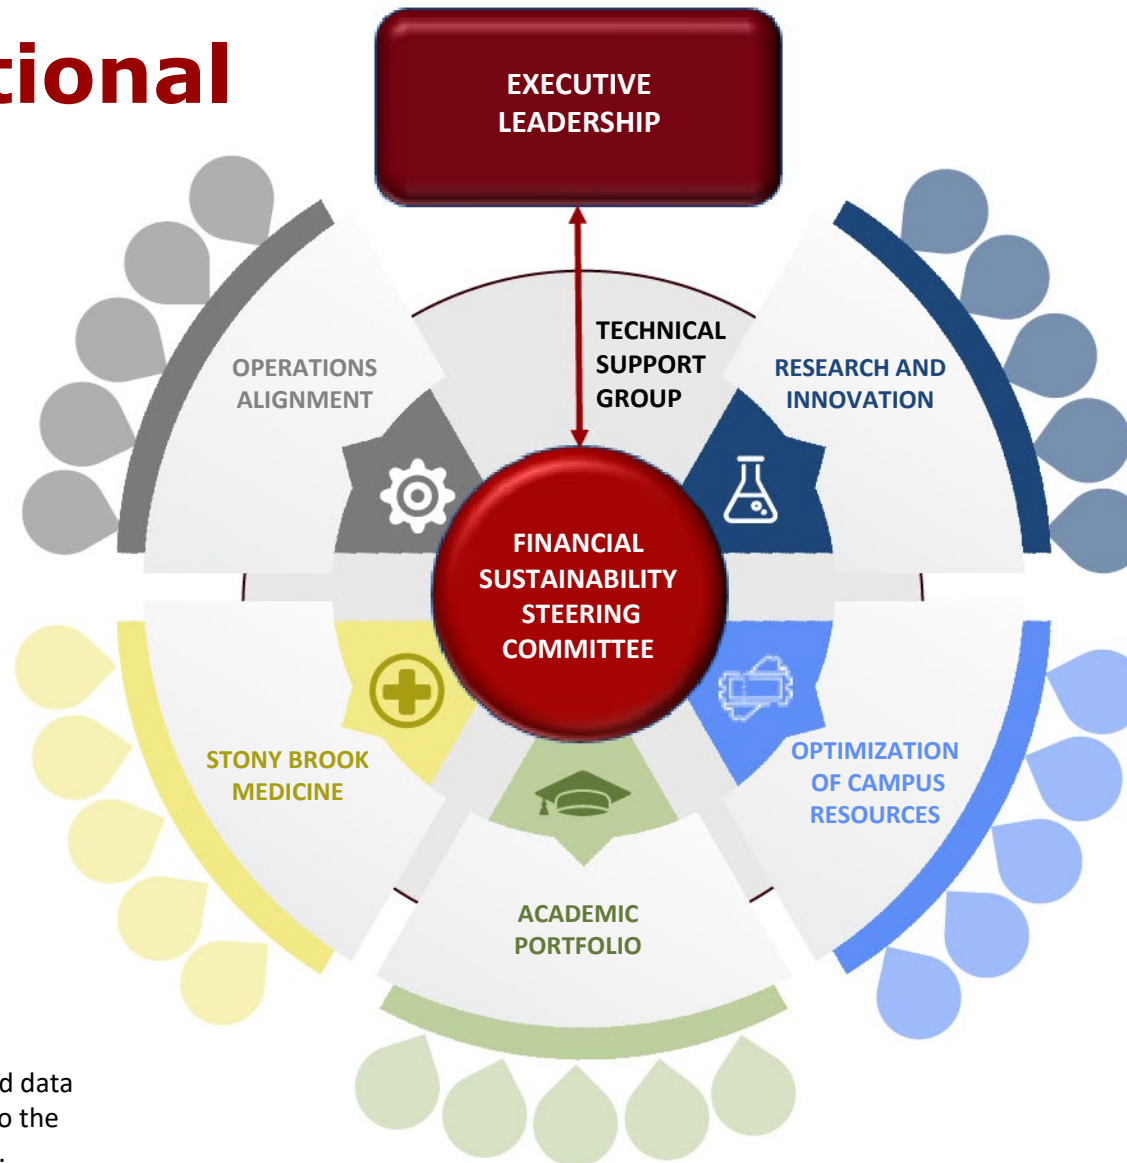 tional
EXECUTIVE
LEADERSHIP
TECHNICAL
SUPPORT
GROUP
OPERATIONS
ALIGNMENT
RESEARCH AND
INNOVATION
FINANCIAL
SUSTAINABILITY
STEERING
COMMITTEE
STONY BROOK
MEDICINE
OPTIMIZATION
OF CAMPUS
RESOURCES
ACADEMIC
PORTFOLIO
d data
o the
.